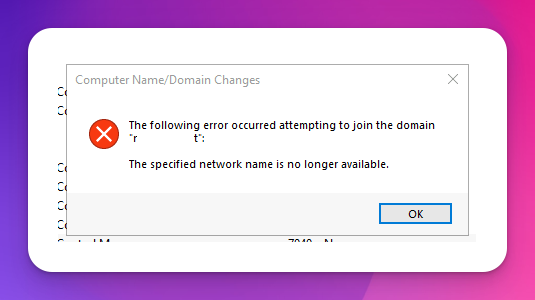 Computer Name/Domain Changes
The following error occurred attempting to join the domain
"r t":
The specified network name is no longer available.
OK